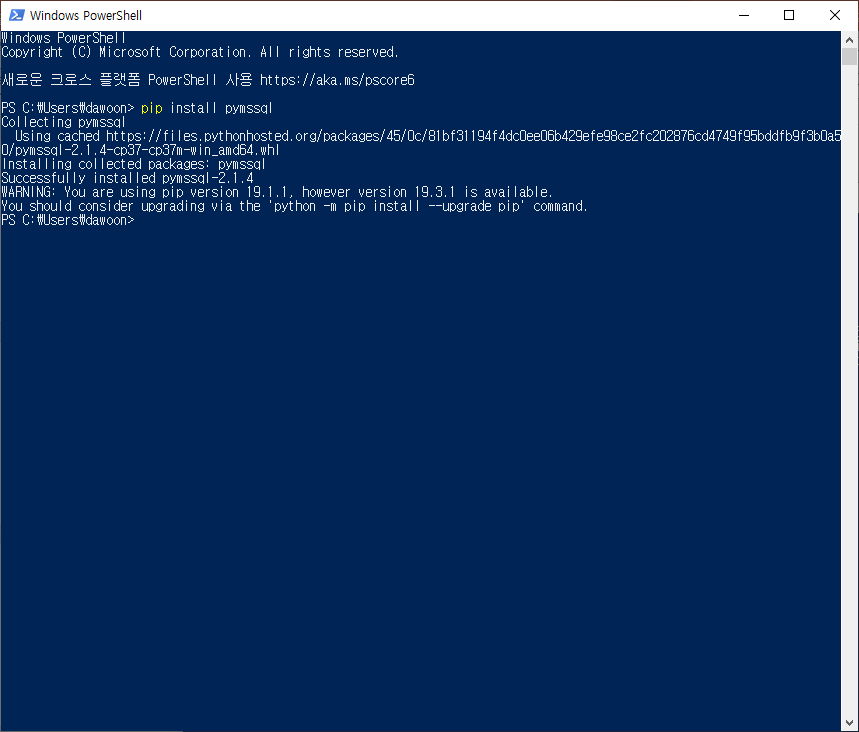 Windows PowerShell
Windows PowerShell
Copyright (C) Microsoft Corporation. All rights reserved.
새로운 크로스 플랫폼 PowerShell 사용 https://aka.ms/pscore6
PS C:₩Users₩dawoon> pip install pymssql
Collecting pymssql
Using cached https://files.pythonhosted.org/packages/45/0c/81bf31194f4dc0ee06b429efe98ce2fc202876cd4749f95bddfb9f3b0a5
0/pymssql-2.1.4-cp37-cp37m-win_amd64.whl
Installing collected packages: pymssql
Successfully installed pymssql-2.1.4
WARNING: You are using pip version 19.1.1, however version 19.3.1 is available.
You should consider upgrading via the 'python -m pip install --upgrade pip' command.
PS C:₩Users₩dawoon>